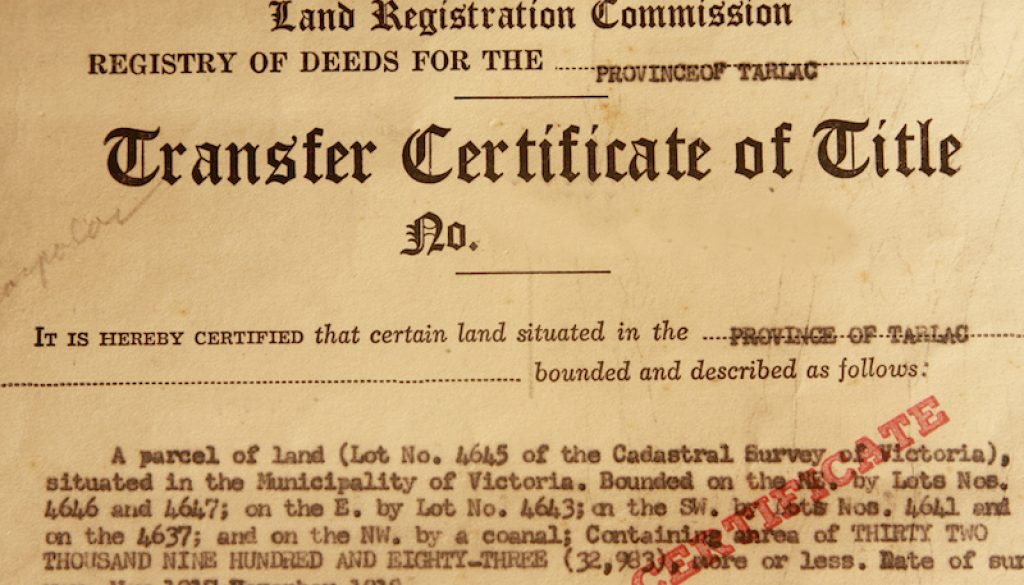 Land Registration Commission
REGISTRY OF DEEDS FOR THE PROVINCEOF TARLAC
Transfer Certificate of Title
No.
IT IS HEREBY CERTIFIED that certain land situated in the PROVINCE OF TARLAC
bounded and described as follows:
A parcel of land (Lot No. 4645 of the Cadastral Survey of Victoria),
situated in the Municipality of Victoria. Bounded on the NE. by Lots Nos.
4646 and 4647; on the E. by Lot No. 4643; on the SW. by Lots Nos. 4641 and
on the 4637; and on the NW. by a coanal; Containing anrea of THIRTY TWO
THOUSAND NINE HUNDRED AND EIGHTY-THREE (32,983), more or less. Date of sur
CERTIFICATE